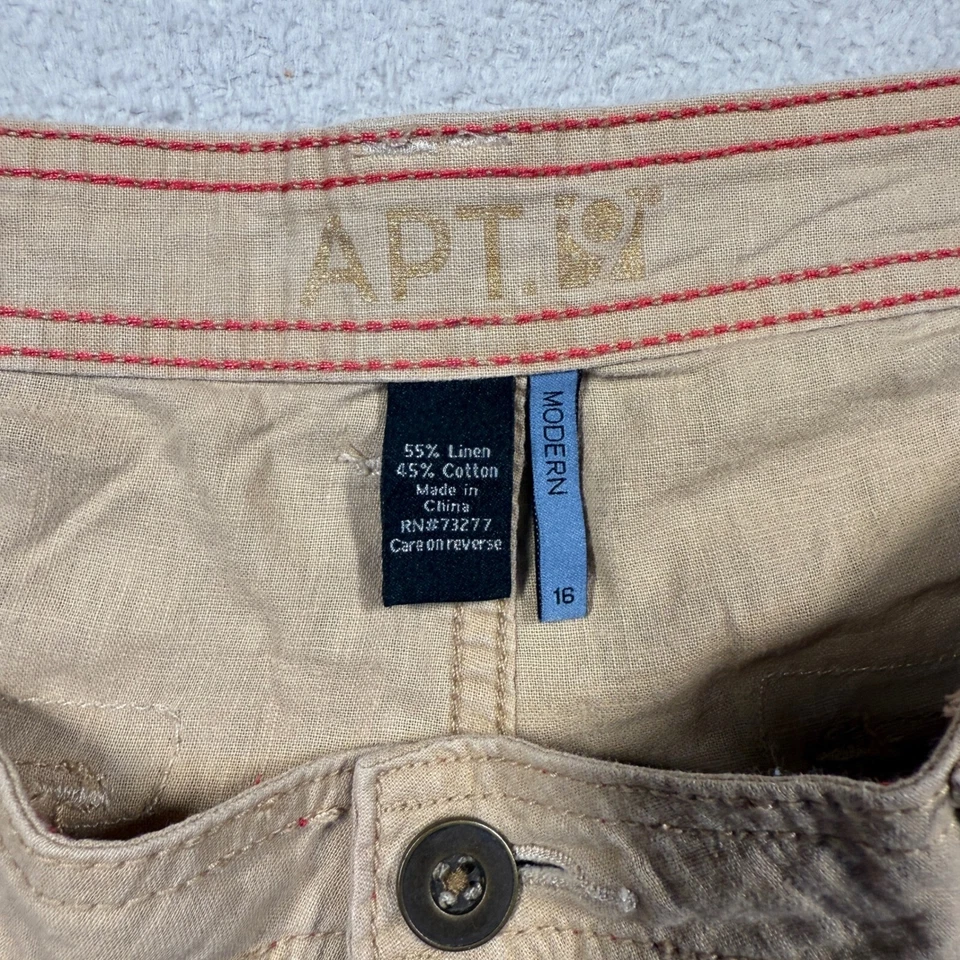 APT. 9
55% Linen
45% Cotton
Made in
China
RN#73277
Care on reverse
MODERN
16